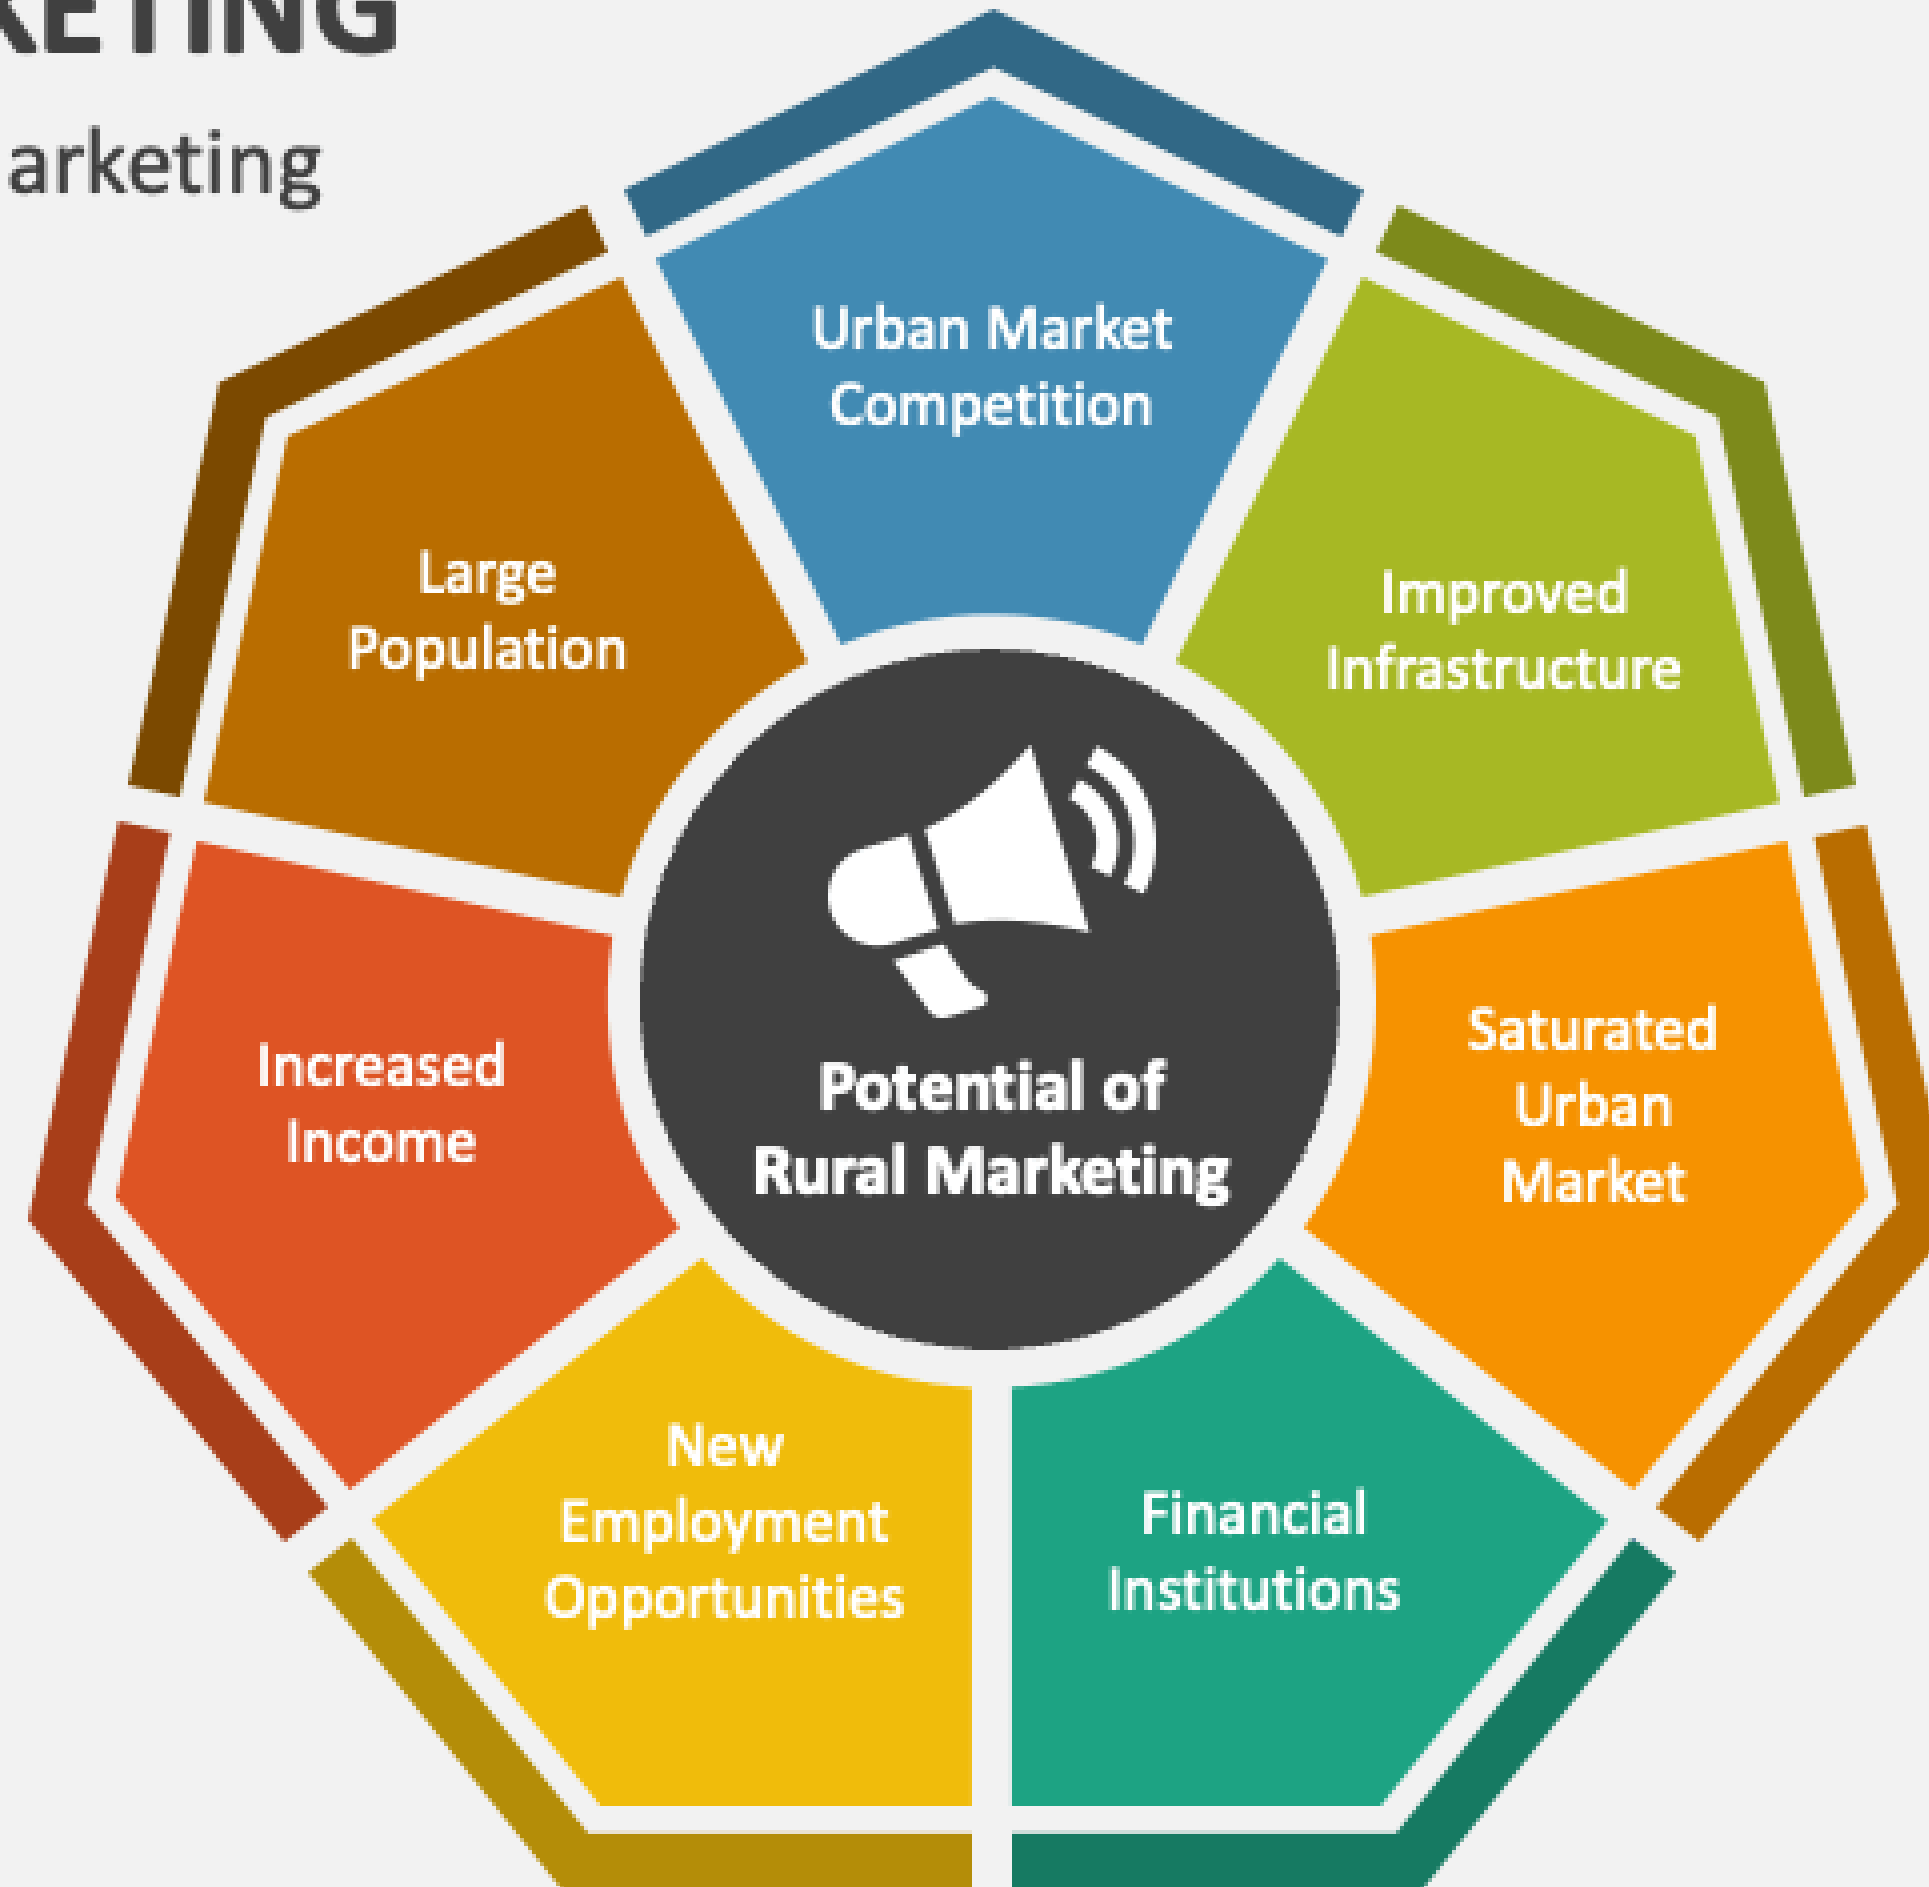 KETING
arketing
Urban Market
Competition
Improved
Infrastructure
Saturated
Urban
Market
Financial
Institutions
New
Employment
Opportunities
Increased
Income
Large
Population
Potential of
Rural Marketing